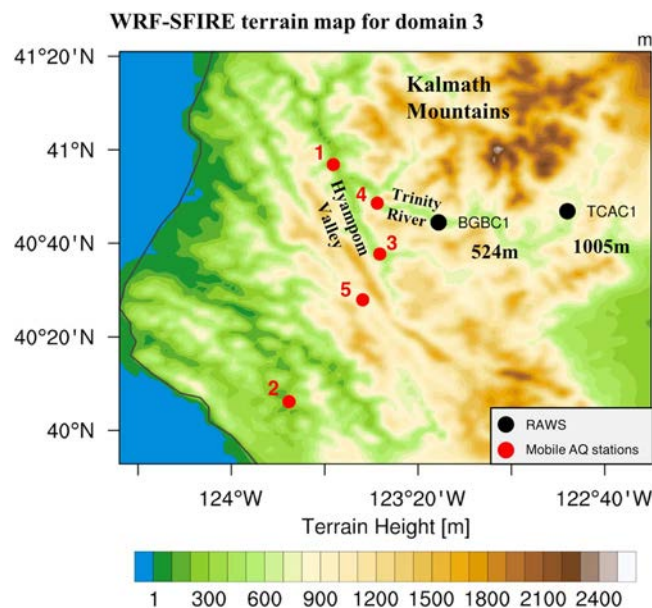 WRF-SFIRE terrain map for domain 3
m
41°20'N
41°N
40°40'N
40°20'N
40°N
Kalmath
Mountains
1
4
Trinity
River
Hyampom
Valley
BGBC1
TCAC1
524m
1005m
3
5
2
RAWS
Mobile AQ stations
124°W
123°20'W
122°40'W
Terrain Height [m]
1 300 600 900 1200 1500 1800 2100 2400